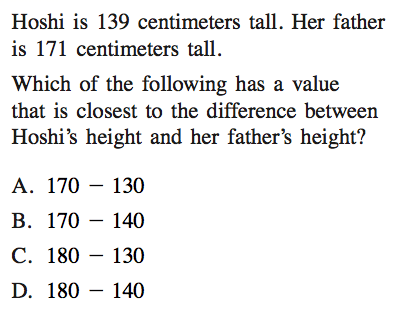 Hoshi is 139 centimeters tall. Her father
is 171 centimeters tall.
Which of the following has a value
that is closest to the difference between
Hoshi’s height and her father’s height?
A. 170 − 130
B. 170 − 140
C. 180 − 130
D. 180 − 140